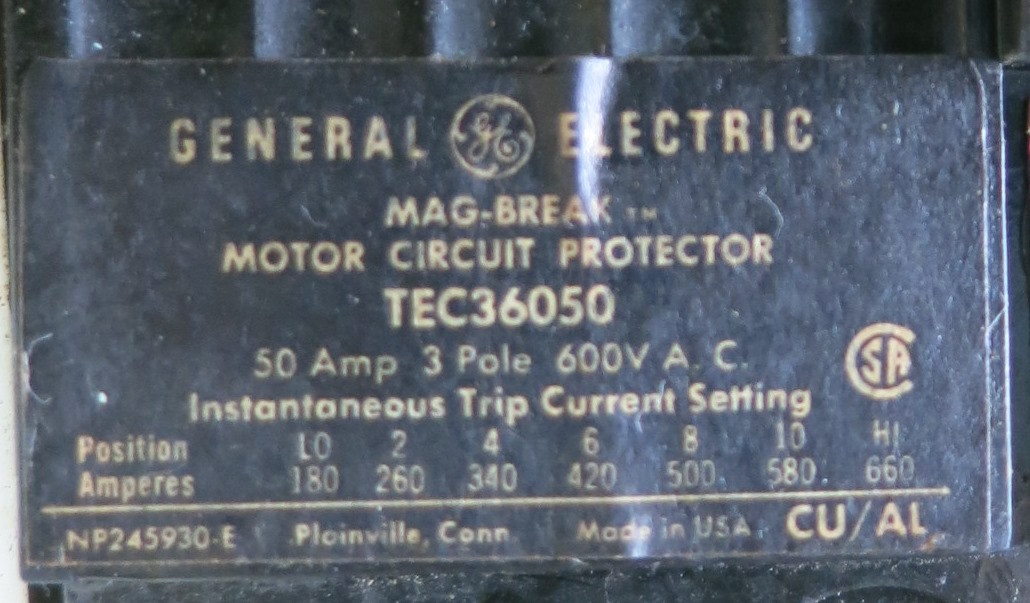 GENERAL GE ELECTRIC
MAG-BREAK ™
MOTOR CIRCUIT PROTECTOR
TEC36050
50 Amp 3 Pole 600V A. C.
SA
Instantaneous Trip Current Setting
Position LO 2 4 6 8 10 HI
Amperes 180 260 340 420 500 580 660
NP245930-E Plainville, Conn Made in USA. CU/AL